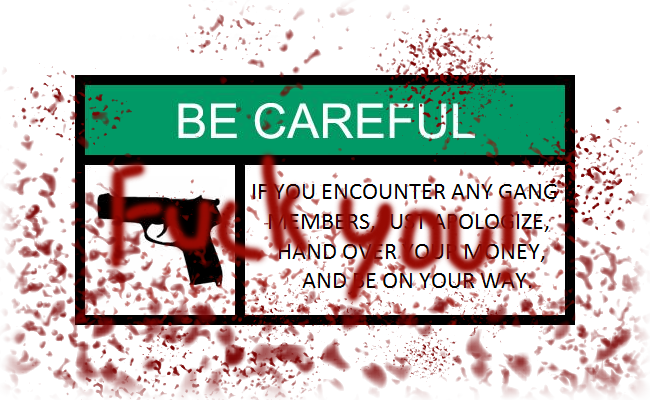 BE CAREFUL
Fuck you
IF YOU ENCOUNTER ANY GANG
MEMBERS, JUST APOLOGIZE,
HAND OVER YOUR MONEY,
AND BE ON YOUR WAY.